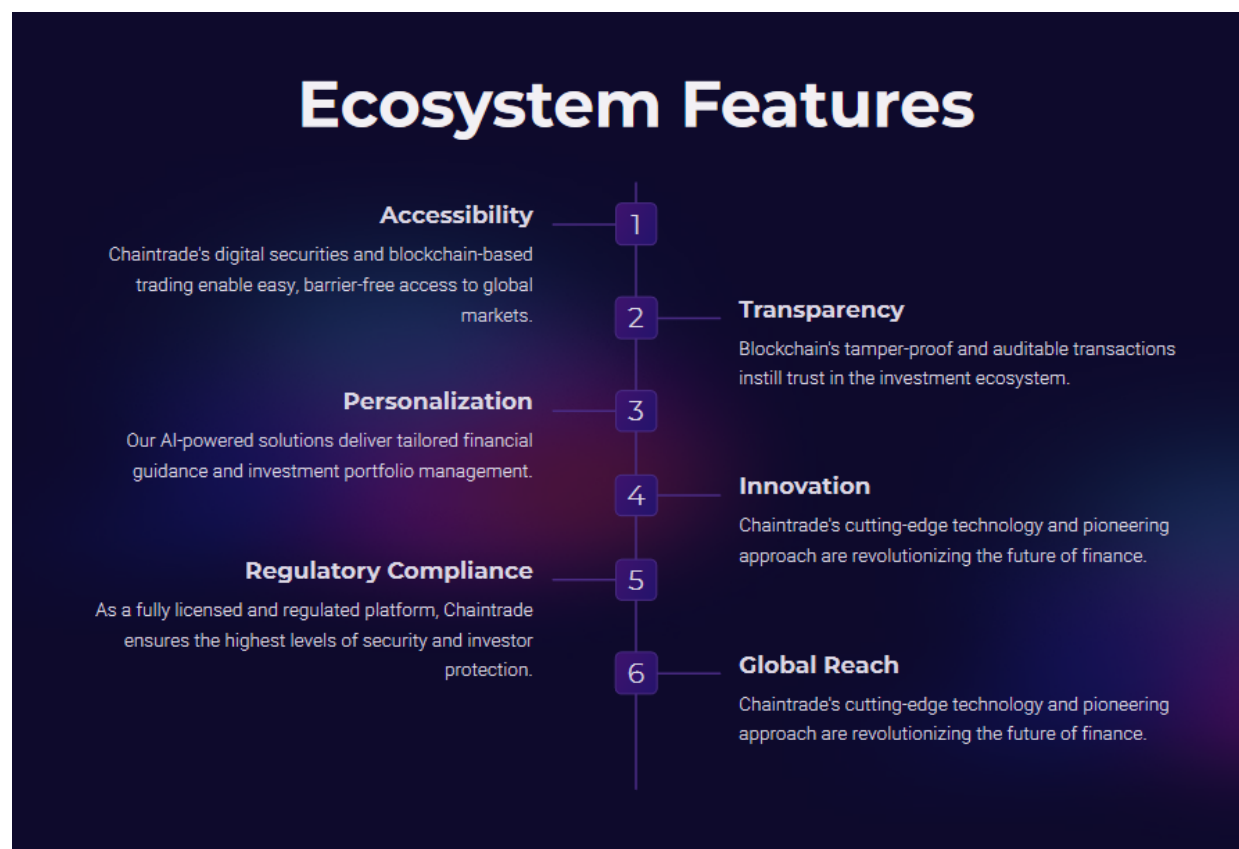 Ecosystem Features
Accessibility
1
Chaintrade's digital securities and blockchain-based
trading enable easy, barrier-free access to global
markets.
2
Transparency
Blockchain's tamper-proof and auditable transactions
instill trust in the investment ecosystem.
Personalization
3
Our AI-powered solutions deliver tailored financial
guidance and investment portfolio management.
4
Innovation
Chaintrade's cutting-edge technology and pioneering
approach are revolutionizing the future of finance.
Regulatory Compliance
5
As a fully licensed and regulated platform, Chaintrade
ensures the highest levels of security and investor
protection.
6
Global Reach
Chaintrade's cutting-edge technology and pioneering
approach are revolutionizing the future of finance.